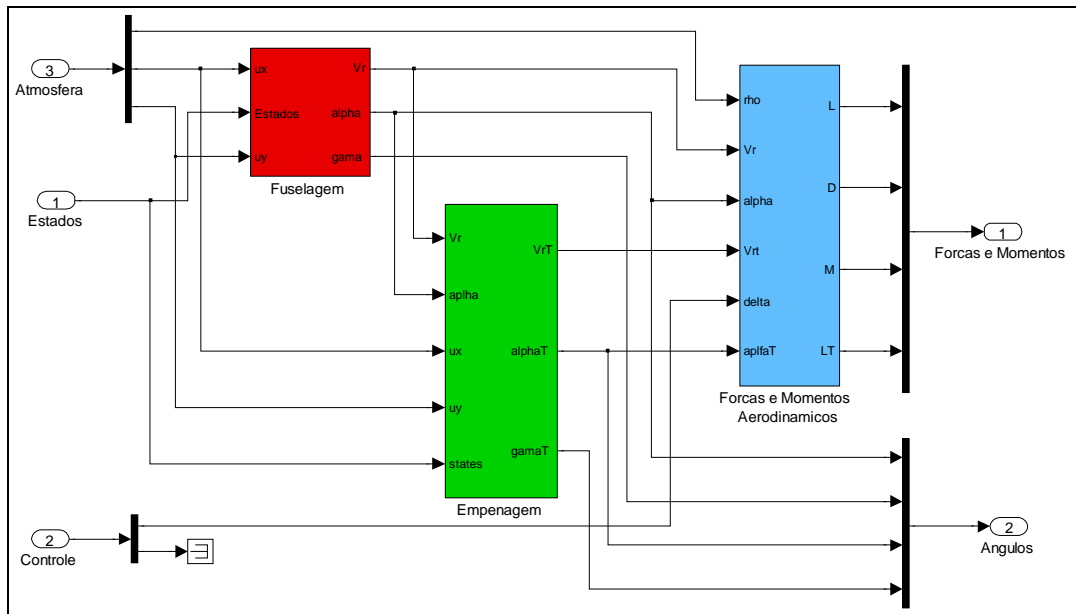 3
Atmosfera
1
Estados
2
Controle
ux
Estados
uy
Vr
alpha
gama
Fuselagem
Vr
aplha
ux
uy
states
VrT
alphaT
gamaT
Empenagem
rho
Vr
alpha
Vrt
delta
aplfaT
L
D
M
LT
Forcas e Momentos
Aerodinamicos
1
Forcas e Momentos
2
Angulos